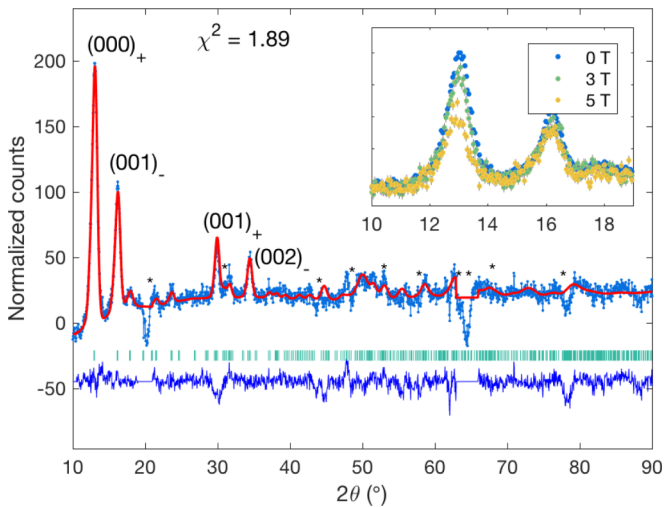 (000)₊
χ² = 1.89
0 T
3 T
5 T
10 12 14 16 18
(001)₋
(001)₊
(002)₋
* * * * * * * * * *
Normalized counts
200
150
100
50
0
-50
10 20 30 40 50 60 70 80 90
2θ (°)